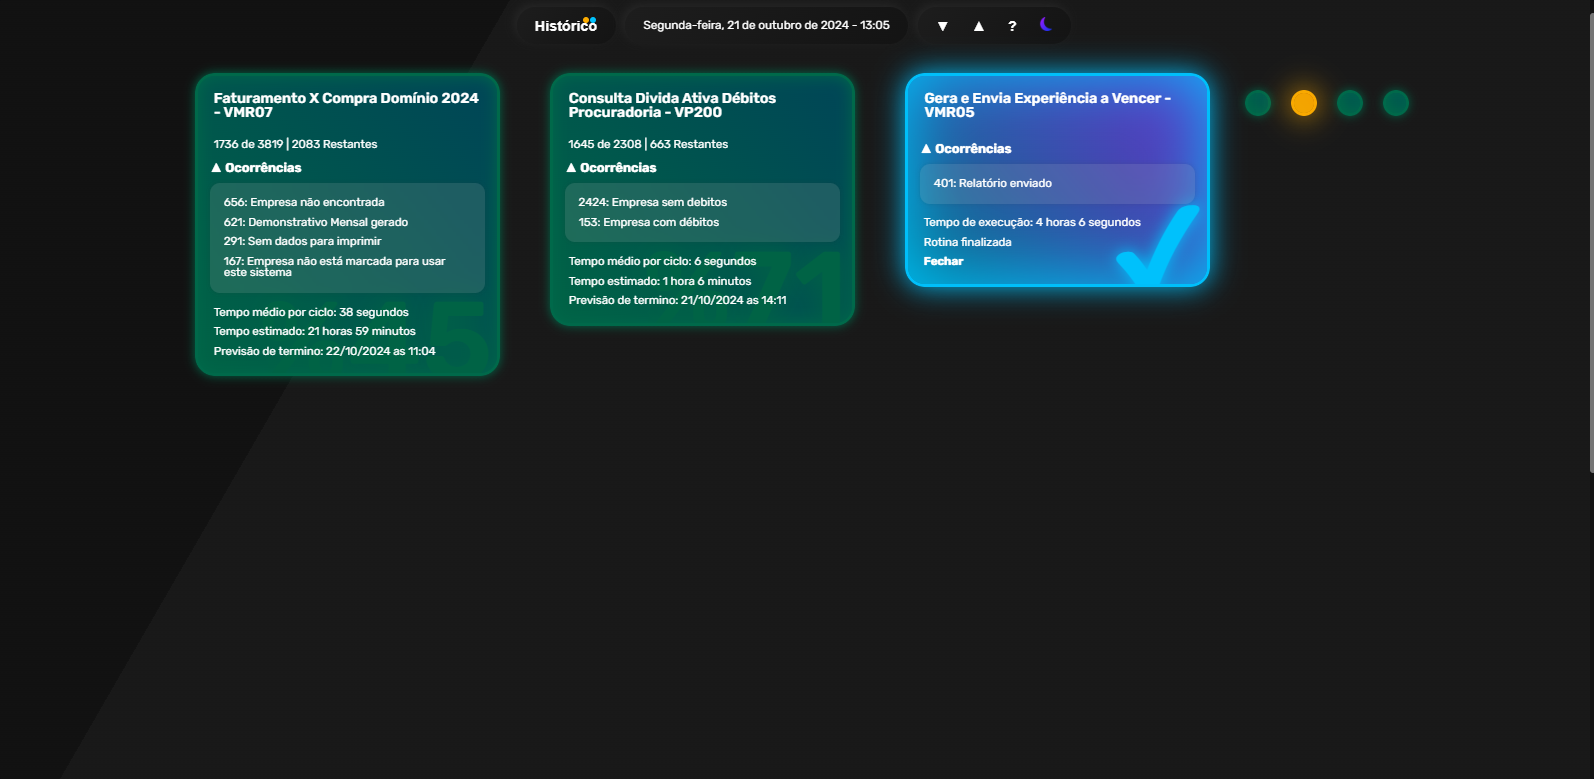 Histórico
Segunda-feira, 21 de outubro de 2024 - 13:05
▼ ▲ ?
Faturamento X Compra Domínio 2024
- VMR07
1736 de 3819 | 2083 Restantes
▲ Ocorrências
656: Empresa não encontrada
621: Demonstrativo Mensal gerado
291: Sem dados para imprimir
167: Empresa não está marcada para usar
este sistema
Tempo médio por ciclo: 38 segundos
Tempo estimado: 21 horas 59 minutos
Previsão de termino: 22/10/2024 as 11:04
Consulta Divida Ativa Débitos
Procuradoria - VP200
1645 de 2308 | 663 Restantes
▲ Ocorrências
2424: Empresa sem debitos
153: Empresa com débitos
Tempo médio por ciclo: 6 segundos
Tempo estimado: 1 hora 6 minutos
Previsão de termino: 21/10/2024 as 14:11
71
Gera e Envia Experiência a Vencer -
VMR05
▲ Ocorrências
401: Relatório enviado
Tempo de execução: 4 horas 6 segundos
Rotina finalizada
Fechar